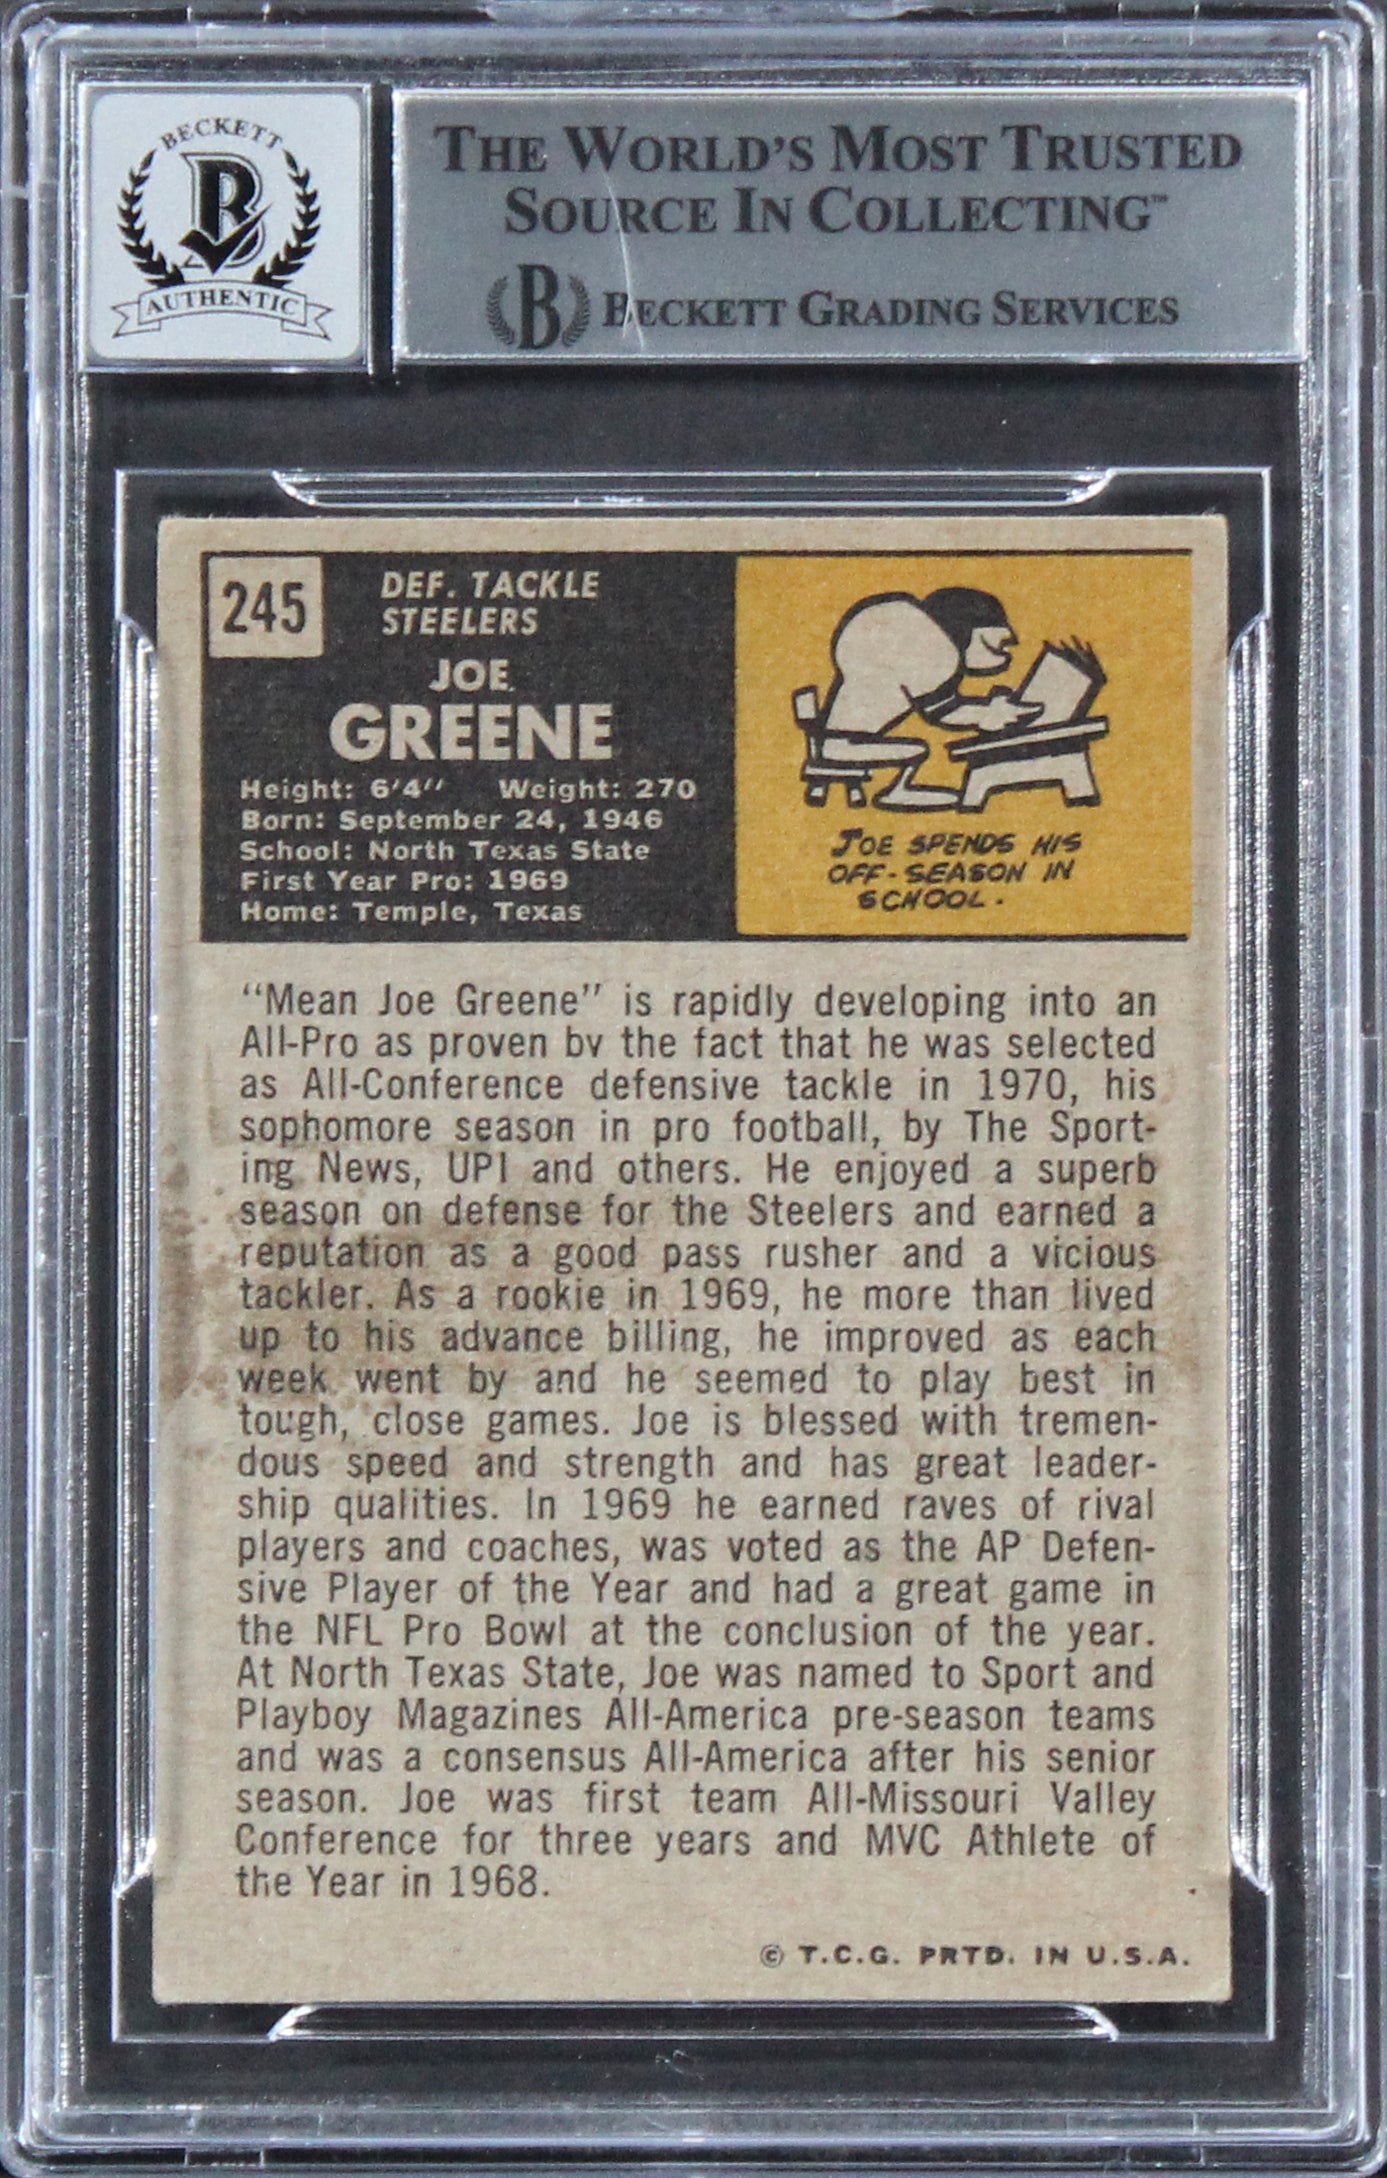 BECKETT
B
AUTHENTIC
THE WORLD'S MOST TRUSTED
SOURCE IN COLLECTING™
B BECKETT GRADING SERVICES
245
DEF. TACKLE
STEELERS
JOE
GREENE
Height: 6'4'' Weight: 270
Born: September 24, 1946
School: North Texas State
First Year Pro: 1969
Home: Temple, Texas
JOE SPENDS HIS
OFF-SEASON IN
SCHOOL.
"Mean Joe Greene" is rapidly developing into an
All-Pro as proven by the fact that he was selected
as All-Conference defensive tackle in 1970, his
sophomore season in pro football, by The Sport-
ing News, UPI and others. He enjoyed a superb
season on defense for the Steelers and earned a
reputation as a good pass rusher and a vicious
tackler. As a rookie in 1969, he more than lived
up to his advance billing, he improved as each
week went by and he seemed to play best in
tough, close games. Joe is blessed with tremen-
dous speed and strength and has great leader-
ship qualities. In 1969 he earned raves of rival
players and coaches, was voted as the AP Defen-
sive Player of the Year and had a great game in
the NFL Pro Bowl at the conclusion of the year.
At North Texas State, Joe was named to Sport and
Playboy Magazines All-America pre-season teams
and was a consensus All-America after his senior
season. Joe was first team All-Missouri Valley
Conference for three years and MVC Athlete of
the Year in 1968.
© T.C.G. PRTD. IN U.S.A.